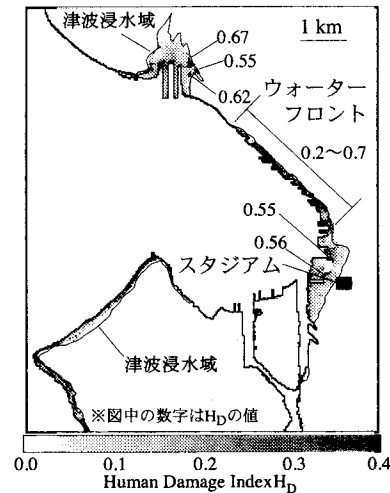 津波浸水域
0.67
0.55
0.62
1 km
ウォーター
フロント
0.2〜0.7
0.55
0.56
スタジアム
津波浸水域
※図中の数字はHDの値
0.0 0.1 0.2 0.3 0.4
Human Damage IndexHD